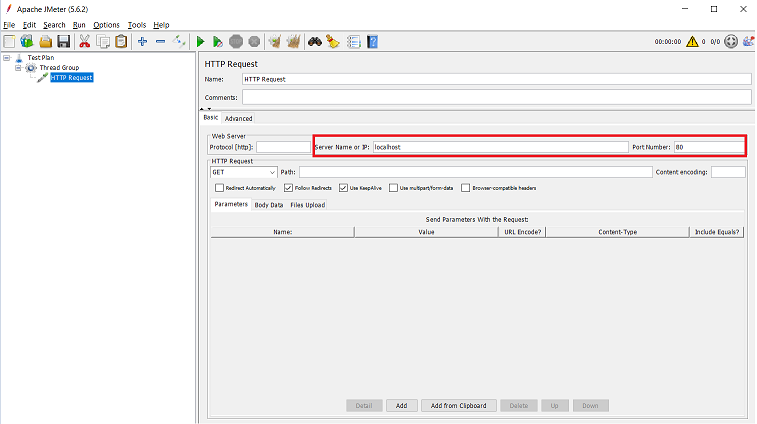 Apache JMeter (5.6.2)
File Edit Search Run Options Tools Help
00:00:00 0 0/0
Test Plan
Thread Group
HTTP Request
HTTP Request
Name: HTTP Request
Comments:
Basic Advanced
Web Server
Protocol [http]: Server Name or IP: localhost Port Number: 80
HTTP Request
GET Path: Content encoding:
Redirect Automatically Follow Redirects Use KeepAlive Use multipart/form-data Browser-compatible headers
Parameters Body Data Files Upload
Send Parameters With the Request:
Name: Value URL Encode? Content-Type Include Equals?
Detail Add Add from Clipboard Delete Up Down